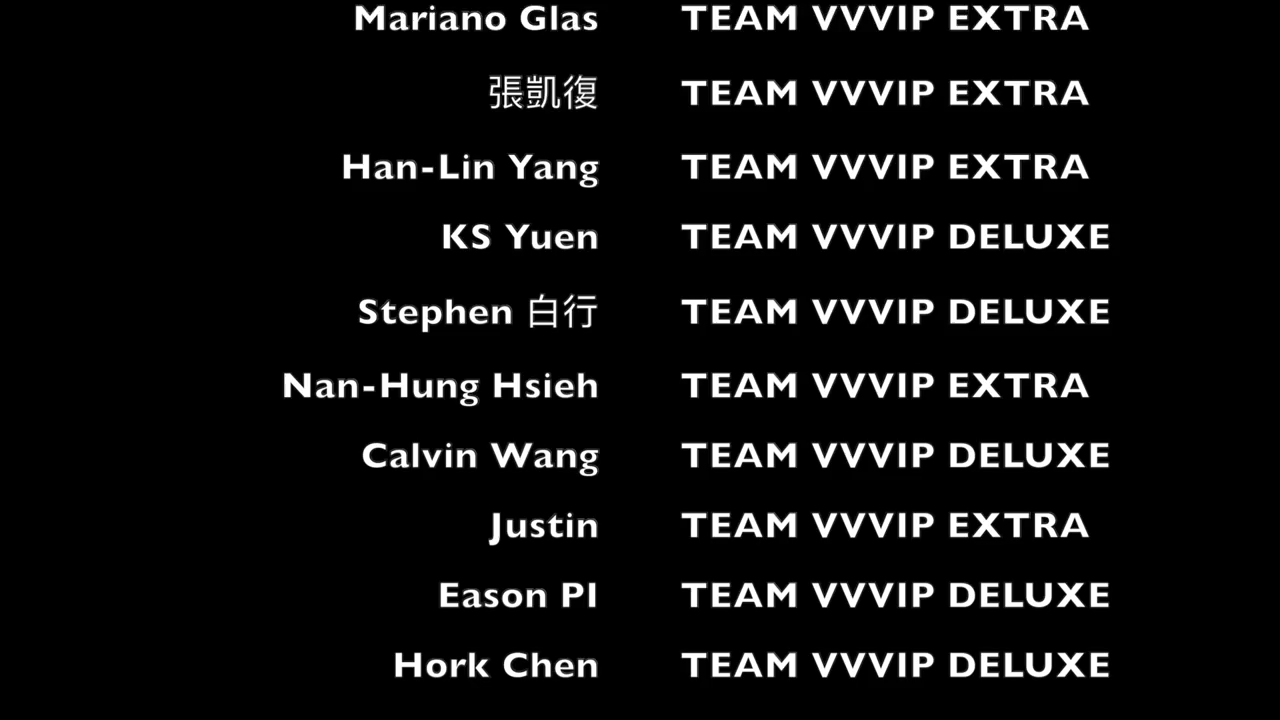 Mariano Glas TEAM VVVIP EXTRA
張凱復 TEAM VVVIP EXTRA
Han-Lin Yang TEAM VVVIP EXTRA
KS Yuen TEAM VVVIP DELUXE
Stephen 白行 TEAM VVVIP DELUXE
Nan-Hung Hsieh TEAM VVVIP EXTRA
Calvin Wang TEAM VVVIP DELUXE
Justin TEAM VVVIP EXTRA
Eason PI TEAM VVVIP DELUXE
Hork Chen TEAM VVVIP DELUXE